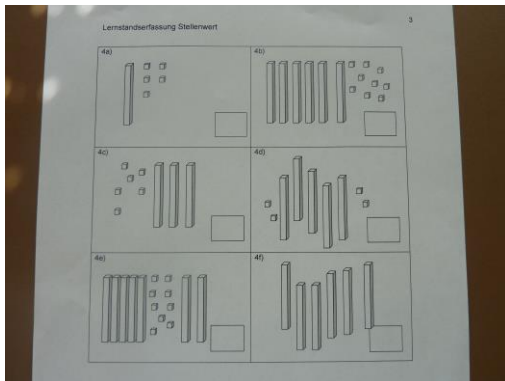 3
Lernstandserfassung Stellenwert
4a)
4b)
4c)
4d)
4e)
4f)